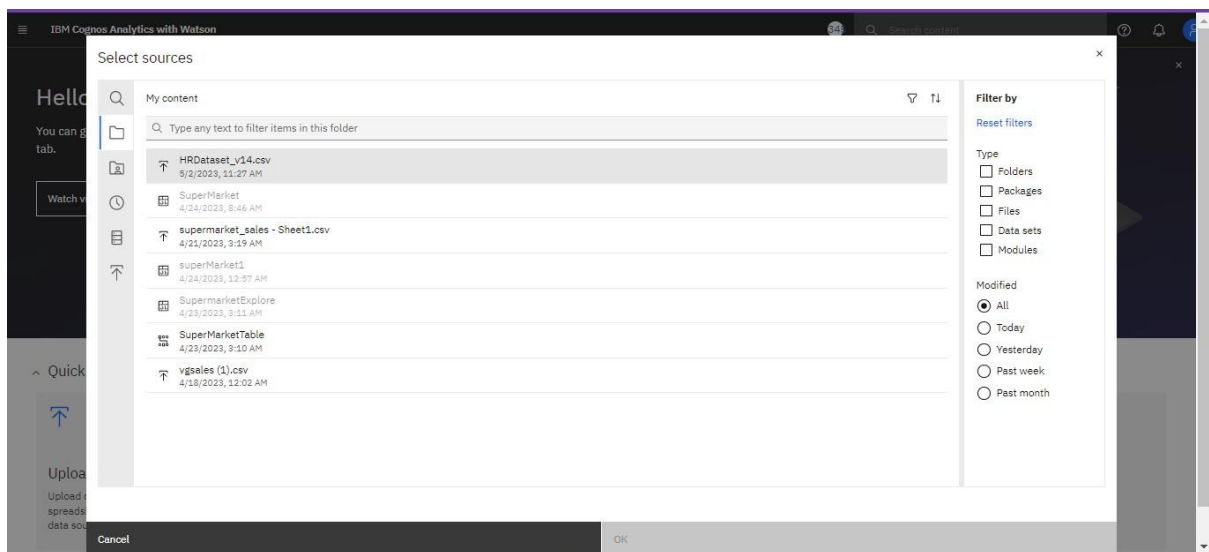 IBM Cognos Analytics with Watson
Search content
Select sources
Hello
You can g
tab.
Watch v
My content
Type any text to filter items in this folder
HRDataset_v14.csv
5/2/2023, 11:27 AM
SuperMarket
4/24/2023, 8:46 AM
supermarket_sales - Sheet1.csv
4/21/2023, 3:19 AM
superMarket1
4/24/2023, 12:57 AM
SupermarketExplore
4/23/2023, 3:11 AM
SuperMarketTable
4/23/2023, 3:10 AM
vgsales (1).csv
4/18/2023, 12:02 AM
Filter by
Reset filters
Type
Folders
Packages
Files
Data sets
Modules
Modified
All
Today
Yesterday
Past week
Past month
Quick
Uploa
Upload
spreads
data sou
Cancel
OK